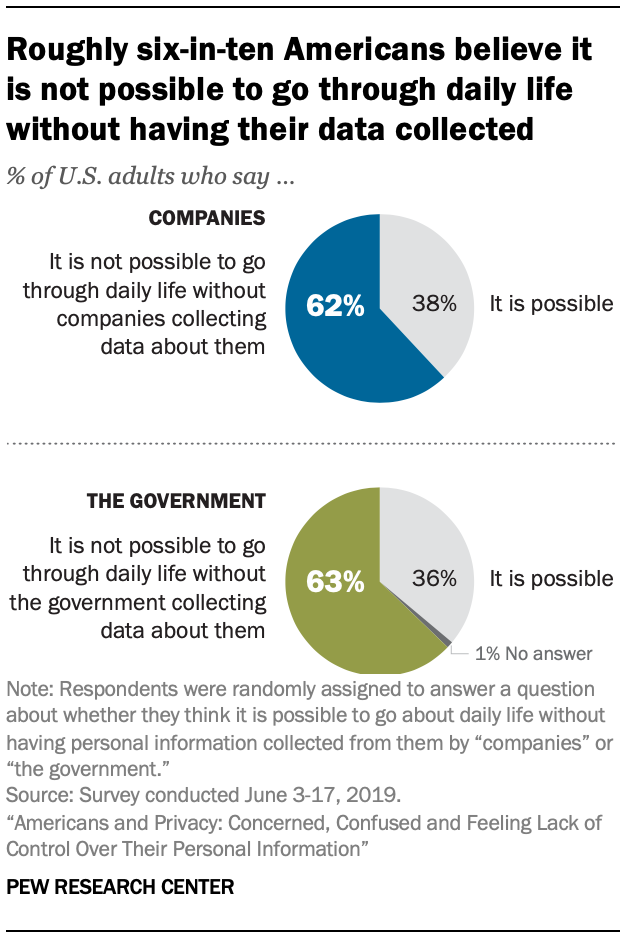 Roughly six-in-ten Americans believe it
is not possible to go through daily life
without having their data collected
% of U.S. adults who say ...
COMPANIES
It is not possible to go
through daily life without
companies collecting
data about them
62%
38%
It is possible
THE GOVERNMENT
It is not possible to go
through daily life without
the government collecting
data about them
63%
36%
It is possible
1% No answer
Note: Respondents were randomly assigned to answer a question
about whether they think it is possible to go about daily life without
having personal information collected from them by “companies” or
“the government.”
Source: Survey conducted June 3-17, 2019.
“Americans and Privacy: Concerned, Confused and Feeling Lack of
Control Over Their Personal Information”
PEW RESEARCH CENTER